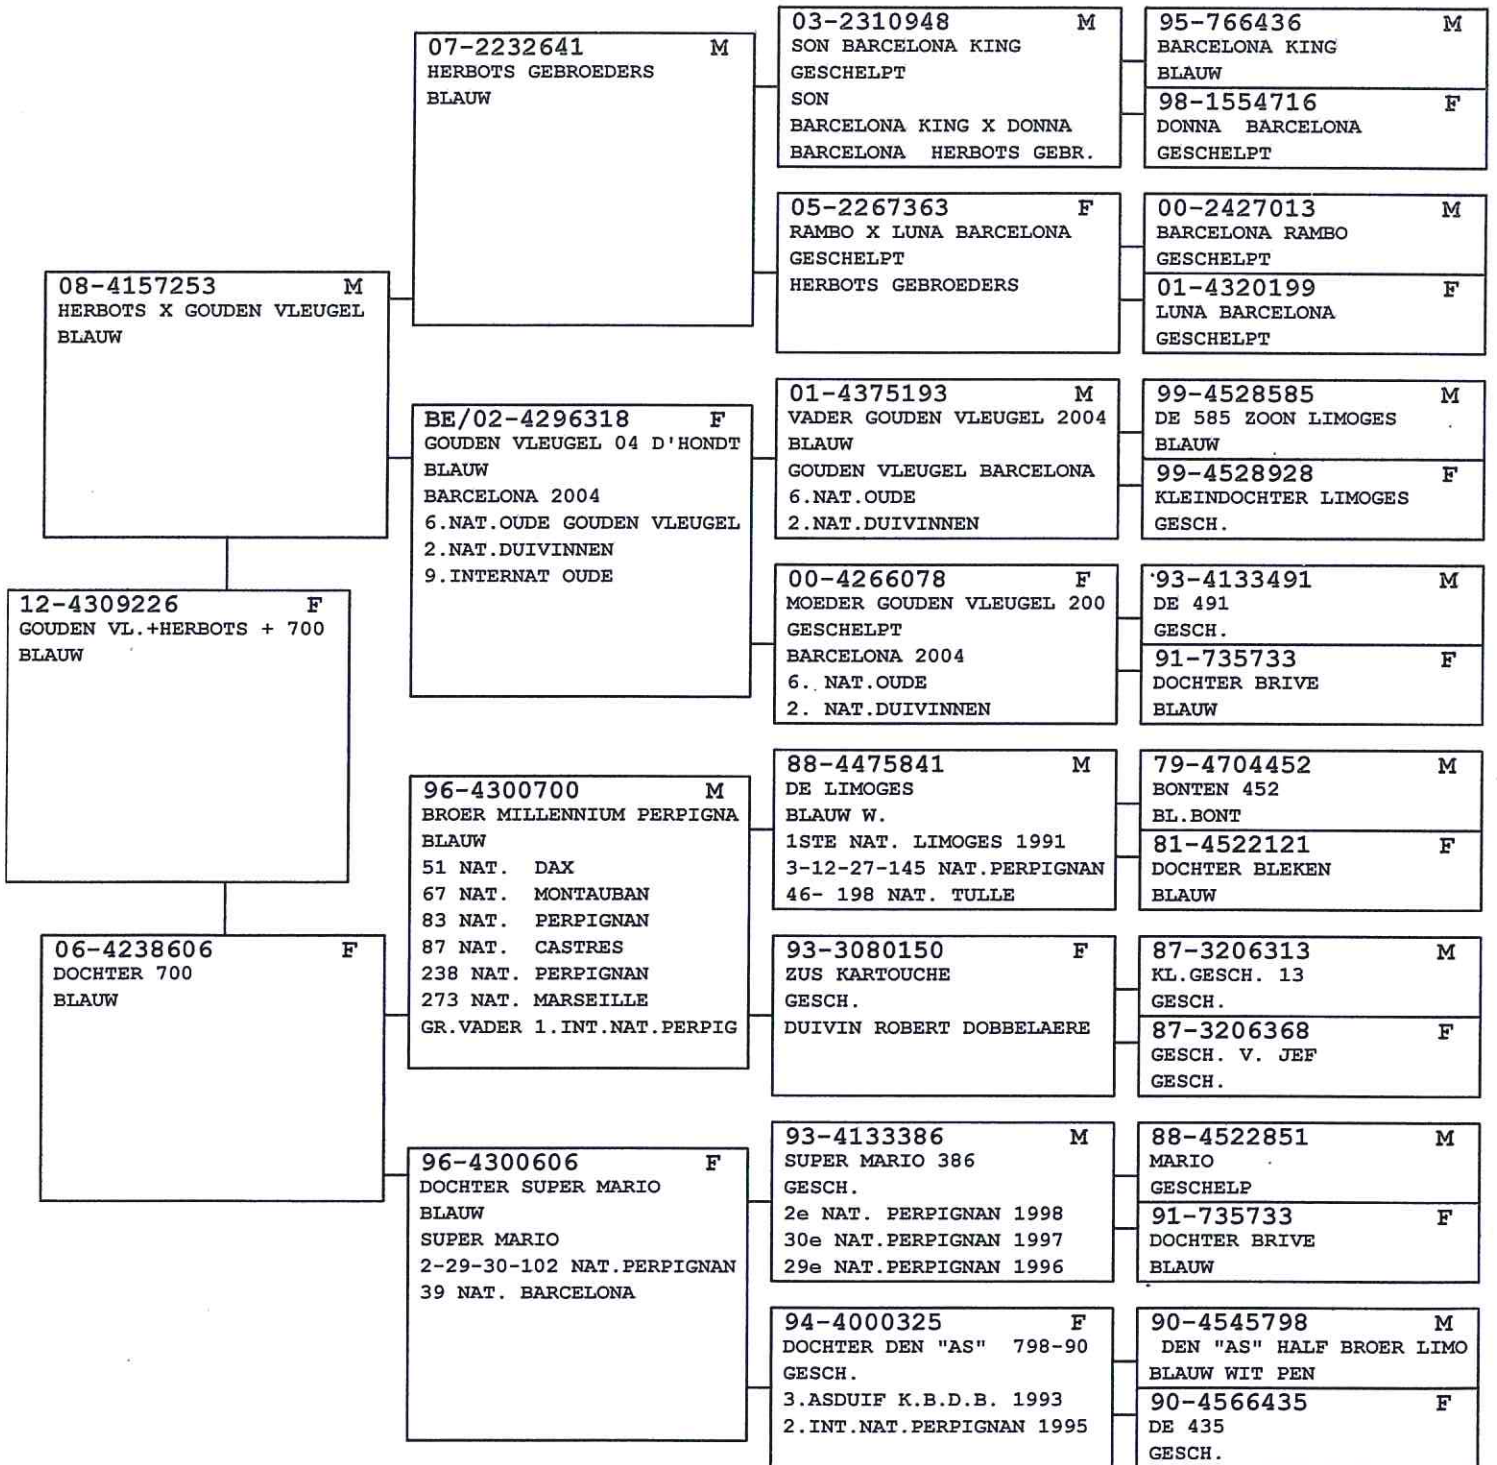 12-4309226 F
GOUDEN VL.+HERBOTS + 700
BLAUW
08-4157253 M
HERBOTS X GOUDEN VLEUGEL
BLAUW
06-4238606 F
DOCHTER 700
BLAUW
07-2232641 M
HERBOTS GEBROEDERS
BLAUW
BE/02-4296318 F
GOUDEN VLEUGEL 04 D'HONDT
BLAUW
BARCELONA 2004
6.NAT.OUDE GOUDEN VLEUGEL
2.NAT.DUIVINNEN
9.INTERNAT OUDE
96-4300700 M
BROER MILLENNIUM PERPIGNA
BLAUW
51 NAT. DAX
67 NAT. MONTAUBAN
83 NAT. PERPIGNAN
87 NAT. CASTRES
238 NAT. PERPIGNAN
273 NAT. MARSEILLE
GR.VADER 1.INT.NAT.PERPIG
96-4300606 F
DOCHTER SUPER MARIO
BLAUW
SUPER MARIO
2-29-30-102 NAT.PERPIGNAN
39 NAT. BARCELONA
03-2310948 M
SON BARCELONA KING
GESCHELPT
SON
BARCELONA KING X DONNA
BARCELONA HERBOTS GEBR.
05-2267363 F
RAMBO X LUNA BARCELONA
GESCHELPT
HERBOTS GEBROEDERS
01-4375193 M
VADER GOUDEN VLEUGEL 2004
BLAUW
GOUDEN VLEUGEL BARCELONA
6.NAT.OUDE
2.NAT.DUIVINNEN
00-4266078 F
MOEDER GOUDEN VLEUGEL 200
GESCHELPT
BARCELONA 2004
6. NAT.OUDE
2. NAT.DUIVINNEN
88-4475841 M
DE LIMOGES
BLAUW W.
1STE NAT. LIMOGES 1991
3-12-27-145 NAT.PERPIGNAN
46- 198 NAT. TULLE
93-3080150 F
ZUS KARTOUCHE
GESCH.
DUIVIN ROBERT DOBBELAERE
93-4133386 M
SUPER MARIO 386
GESCH.
2e NAT. PERPIGNAN 1998
30e NAT.PERPIGNAN 1997
29e NAT.PERPIGNAN 1996
94-4000325 F
DOCHTER DEN "AS" 798-90
GESCH.
3.ASDUIF K.B.D.B. 1993
2.INT.NAT.PERPIGNAN 1995
95-766436 M
BARCELONA KING
BLAUW
98-1554716 F
DONNA BARCELONA
GESCHELPT
00-2427013 M
BARCELONA RAMBO
GESCHELPT
01-4320199 F
LUNA BARCELONA
GESCHELPT
99-4528585 M
DE 585 ZOON LIMOGES
BLAUW
99-4528928 F
KLEINDOCHTER LIMOGES
GESCH.
93-4133491 M
DE 491
GESCH.
91-735733 F
DOCHTER BRIVE
BLAUW
79-4704452 M
BONTEN 452
BL.BONT
81-4522121 F
DOCHTER BLEKEN
BLAUW
87-3206313 M
KL.GESCH. 13
GESCH.
87-3206368 F
GESCH. V. JEF
GESCH.
88-4522851 M
MARIO
GESCHELP
91-735733 F
DOCHTER BRIVE
BLAUW
90-4545798 M
DEN "AS" HALF BROER LIMO
BLAUW WIT PEN
90-4566435 F
DE 435
GESCH.